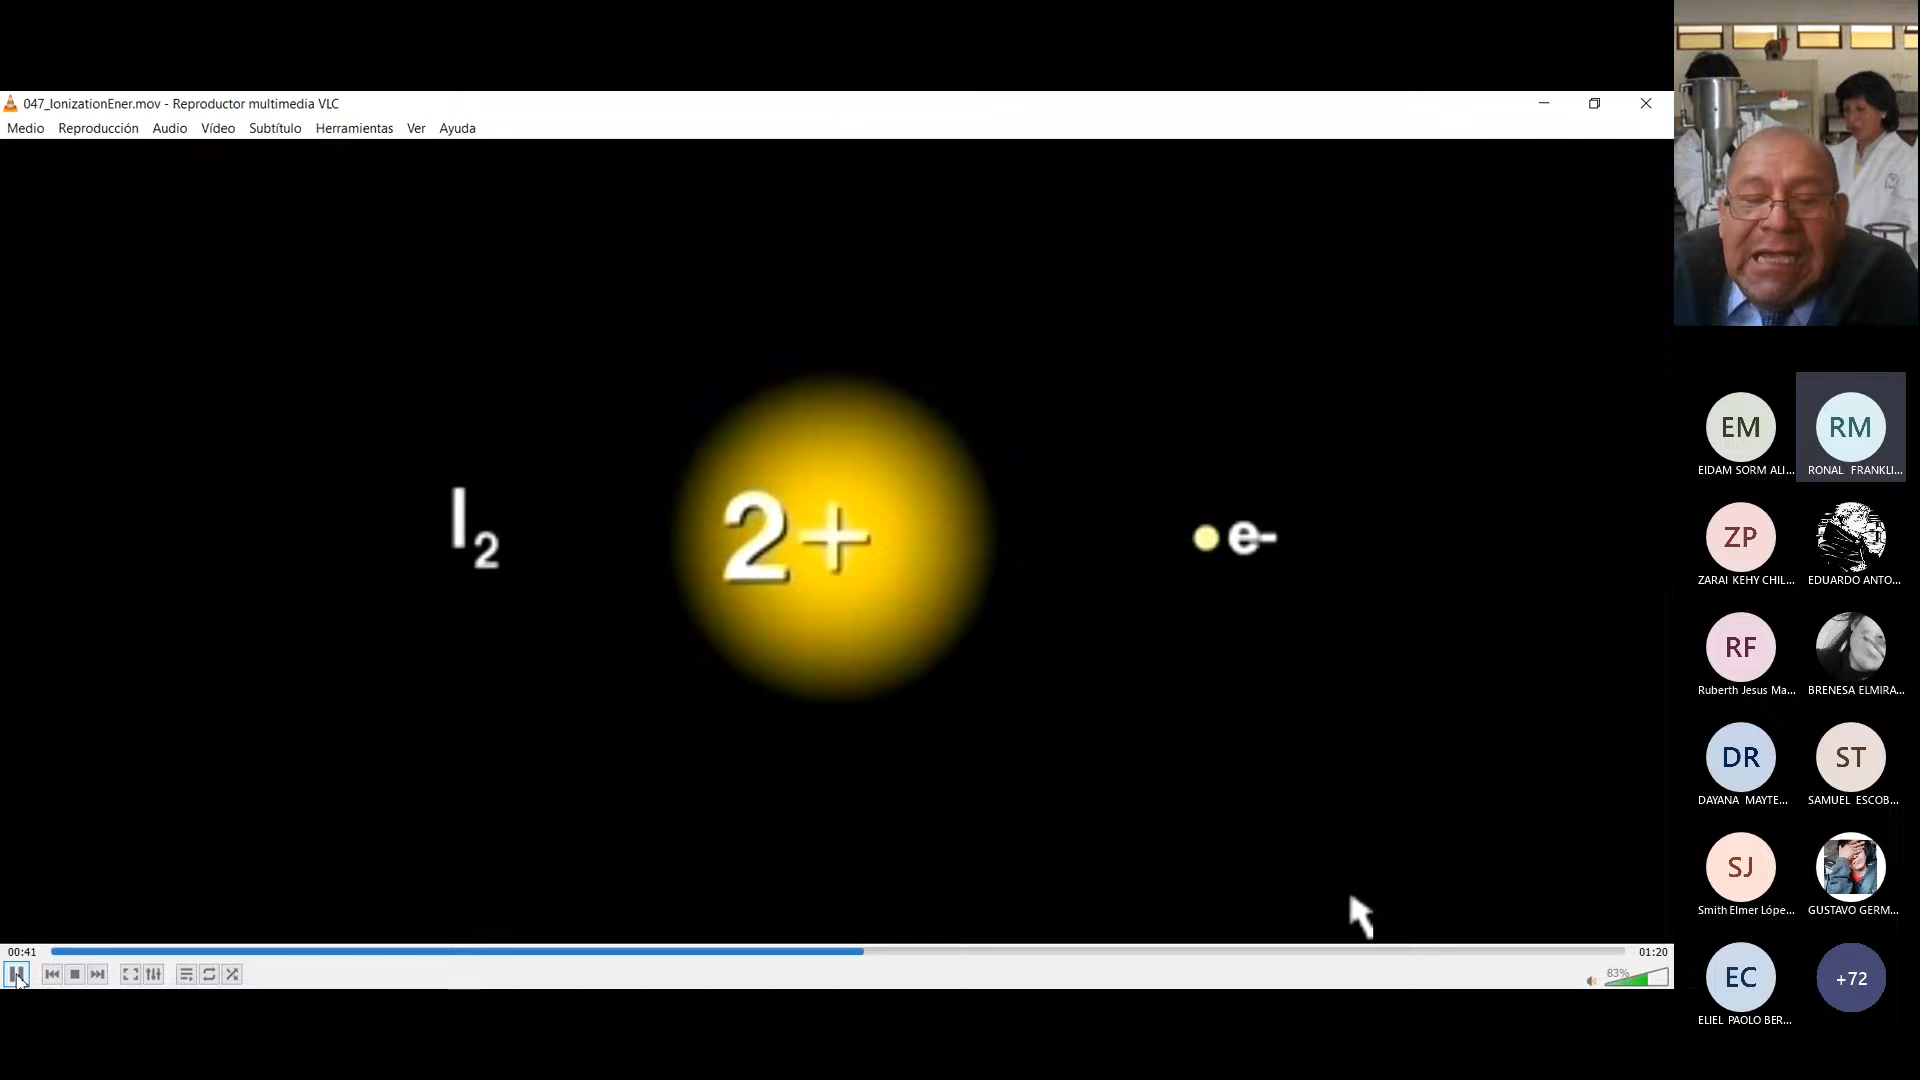 047_IonizationEner.mov - Reproductor multimedia VLC
Medio Reproducción Audio Vídeo Subtítulo Herramientas Ver Ayuda
I2
2+
e-
00:41
01:20
83%
EM
EIDAM SORM ALI...
RM
RONAL FRANKLI...
ZP
ZARAI KEHY CHIL...
EDUARDO ANTO...
RF
Ruberth Jesus Ma...
BRENESA ELMIRA...
DR
DAYANA MAYTE...
ST
SAMUEL ESCOB...
SJ
Smith Elmer Lópe...
GUSTAVO GERM...
EC
ELIEL PAOLO BER...
+72